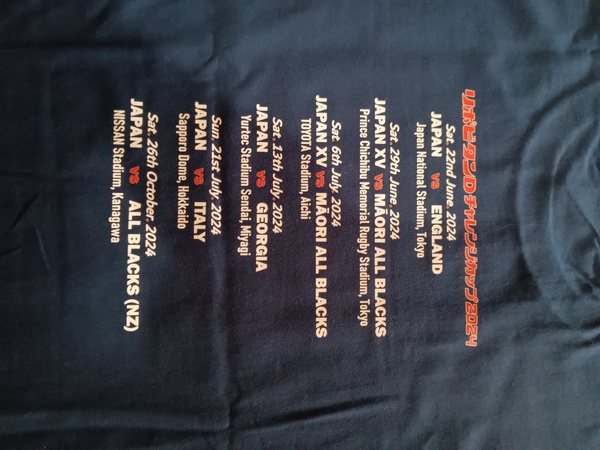 リポビタンDチャレンジカップ2024
Sat. 22nd June, 2024
JAPAN vs ENGLAND
Japan National Stadium, Tokyo
Sat. 29th June, 2024
JAPAN XV vs MĀORI ALL BLACKS
Prince Chichibu Memorial Rugby Stadium, Tokyo
Sat. 6th July, 2024
JAPAN XV vs MĀORI ALL BLACKS
TOYOTA Stadium, Aichi
Sat. 13th July, 2024
JAPAN vs GEORGIA
Yurtec Stadium Sendai, Miyagi
Sun. 21st July, 2024
JAPAN vs ITALY
Sapporo Dome, Hokkaido
Sat. 26th October, 2024
JAPAN vs ALL BLACKS (NZ)
NISSAN Stadium, Kanagawa